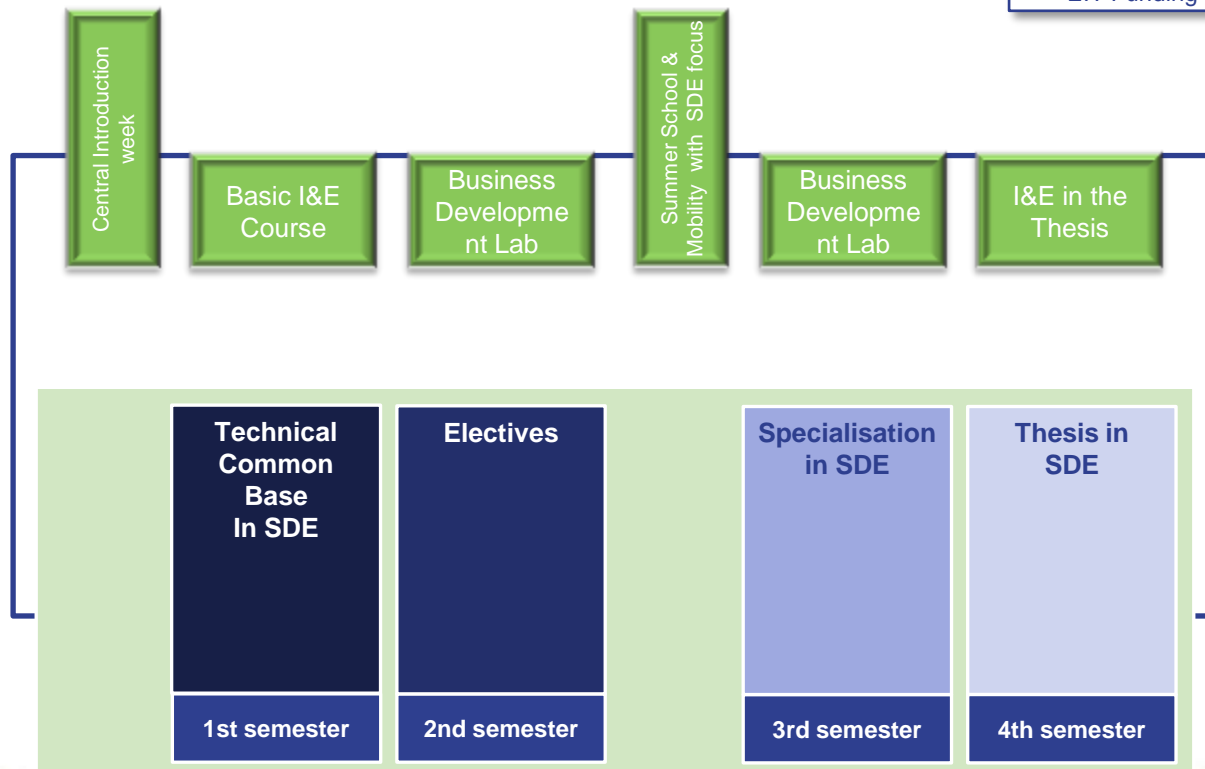 Funding
Central Introduction
week
Basic I&E
Course
Business
Developme
nt Lab
Summer School &
Mobility with SDE focus
Business
Developme
nt Lab
I&E in the
Thesis
Technical
Common
Base
In SDE
Electives
Specialisation
in SDE
Thesis in
SDE
1st semester
2nd semester
3rd semester
4th semester